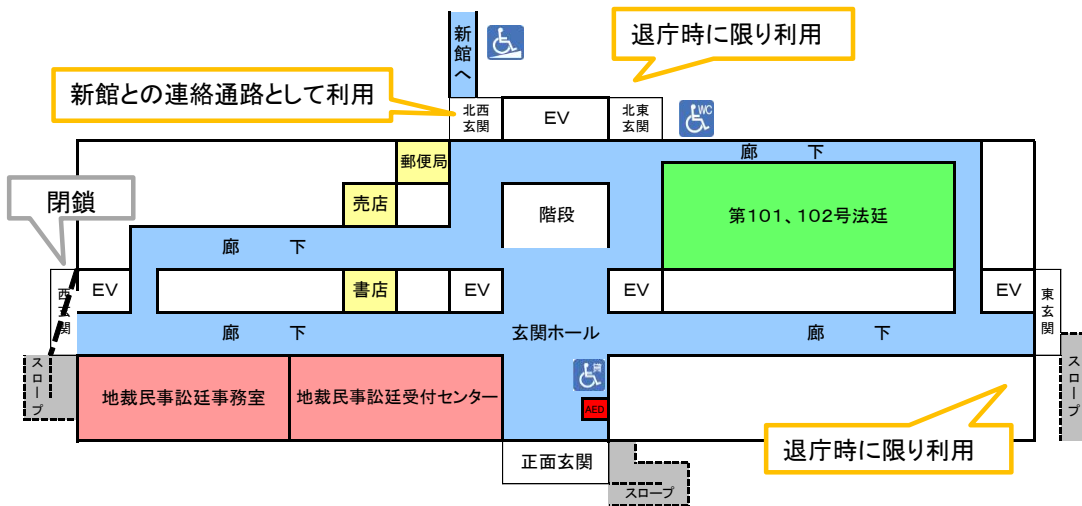 新館へ
退庁時に限り利用
新館との連絡通路として利用
北西
玄関
EV
北東
玄関
WC
郵便局
廊 下
閉鎖
売店
階段
第101、102号法廷
廊 下
西玄関
EV
書店
EV
EV
EV
東玄関
廊 下
玄関ホール
廊 下
スロープ
地裁民事訟廷事務室
地裁民事訟廷受付センター
AED
スロープ
退庁時に限り利用
正面玄関
スロープ